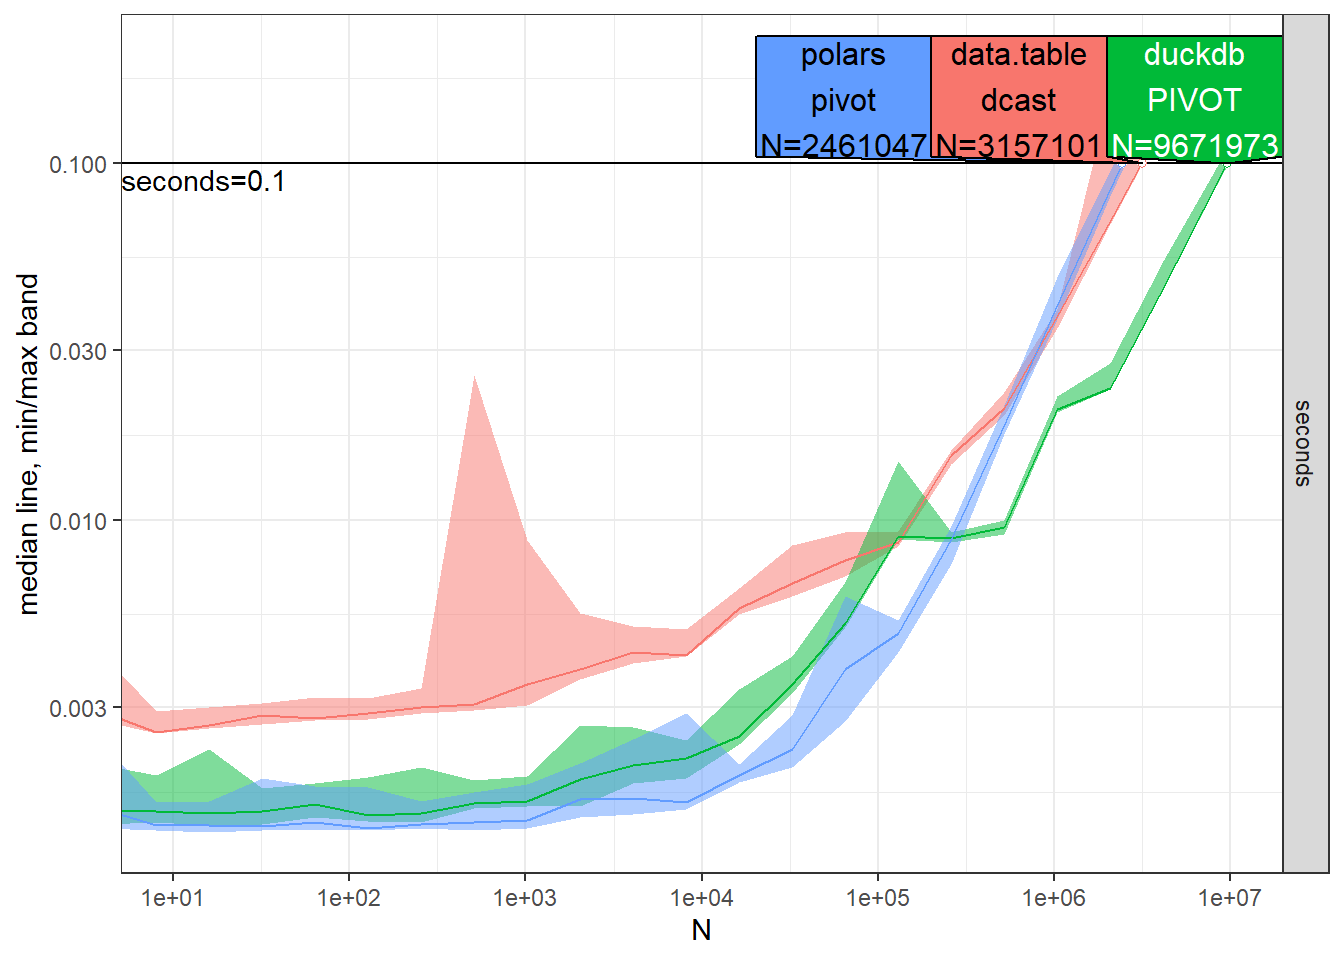 polars
pivot
N=2461047
data.table
dcast
N=3157101
duckdb
PIVOT
N=9671973
seconds=0.1
0.100
0.030
0.010
0.003
median line, min/max band
seconds
1e+01
1e+02
1e+03
1e+04
1e+05
1e+06
1e+07
N